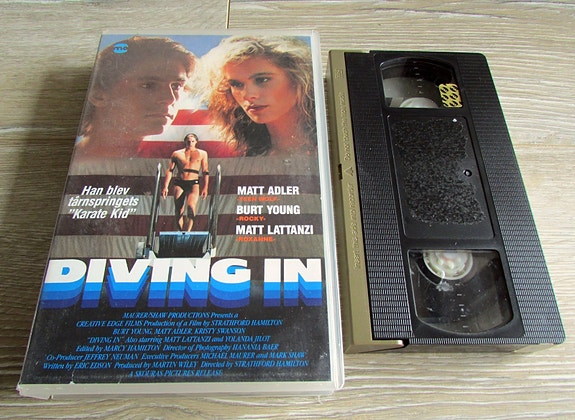 me
Han blev
tårnspringets
"Karate Kid"
MATT ADLER
-TEEN WOLF-
BURT YOUNG
-ROCKY-
MATT LATTANZI
-ROXANNE-
DIVING IN
MAURER/SHAW PRODUCTIONS Presents a
CREATIVE EDGE FILMS Production of a Film by STRATHFORD HAMILTON
BURT YOUNG, MATT ADLER, KRISTY SWANSON
"DIVING IN" Also starring MATT LATTANZI and YOLANDA JILOT
Edited by MARCY HAMILTON Director of Photography HANANIA BAER
Co-Producer JEFFREY NEUMAN Executive Producers MICHAEL MAURER and MARK SHAW
Written by ERIC EDSON Produced by MARTIN WILEY Directed by STRATHFORD HAMILTON
A SKOURAS PICTURES RELEASE